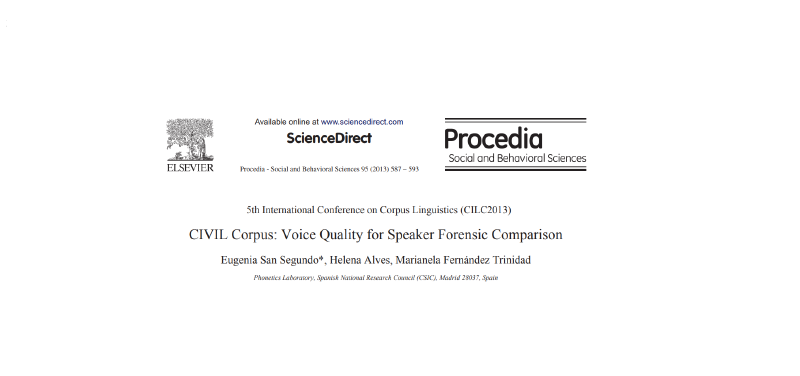 Available online at www.sciencedirect.com
ScienceDirect
ELSEVIER
Procedia - Social and Behavioral Sciences 95 (2013) 587 – 593
Procedia
Social and Behavioral Sciences
5th International Conference on Corpus Linguistics (CILC2013)
CIVIL Corpus: Voice Quality for Speaker Forensic Comparison
Eugenia San Segundo*, Helena Alves, Marianela Fernández Trinidad
Phonetics Laboratory, Spanish National Research Council (CSIC), Madrid 28037, Spain